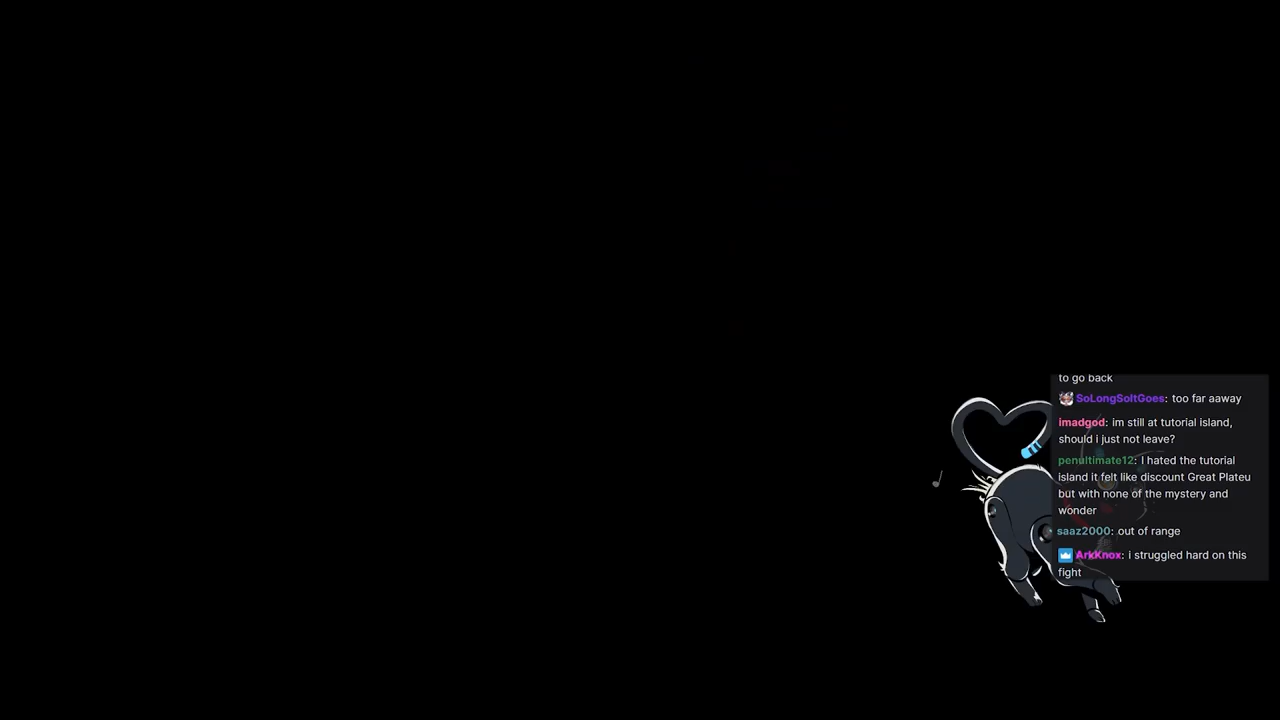 to go back
SoLongSoItGoes: too far aaway
imadgod: im still at tutorial island,
should i just not leave?
penultimate12: I hated the tutorial
island it felt like discount Great Plateu
but with none of the mystery and
wonder
saaz2000: out of range
ArkKnox: i struggled hard on this
fight